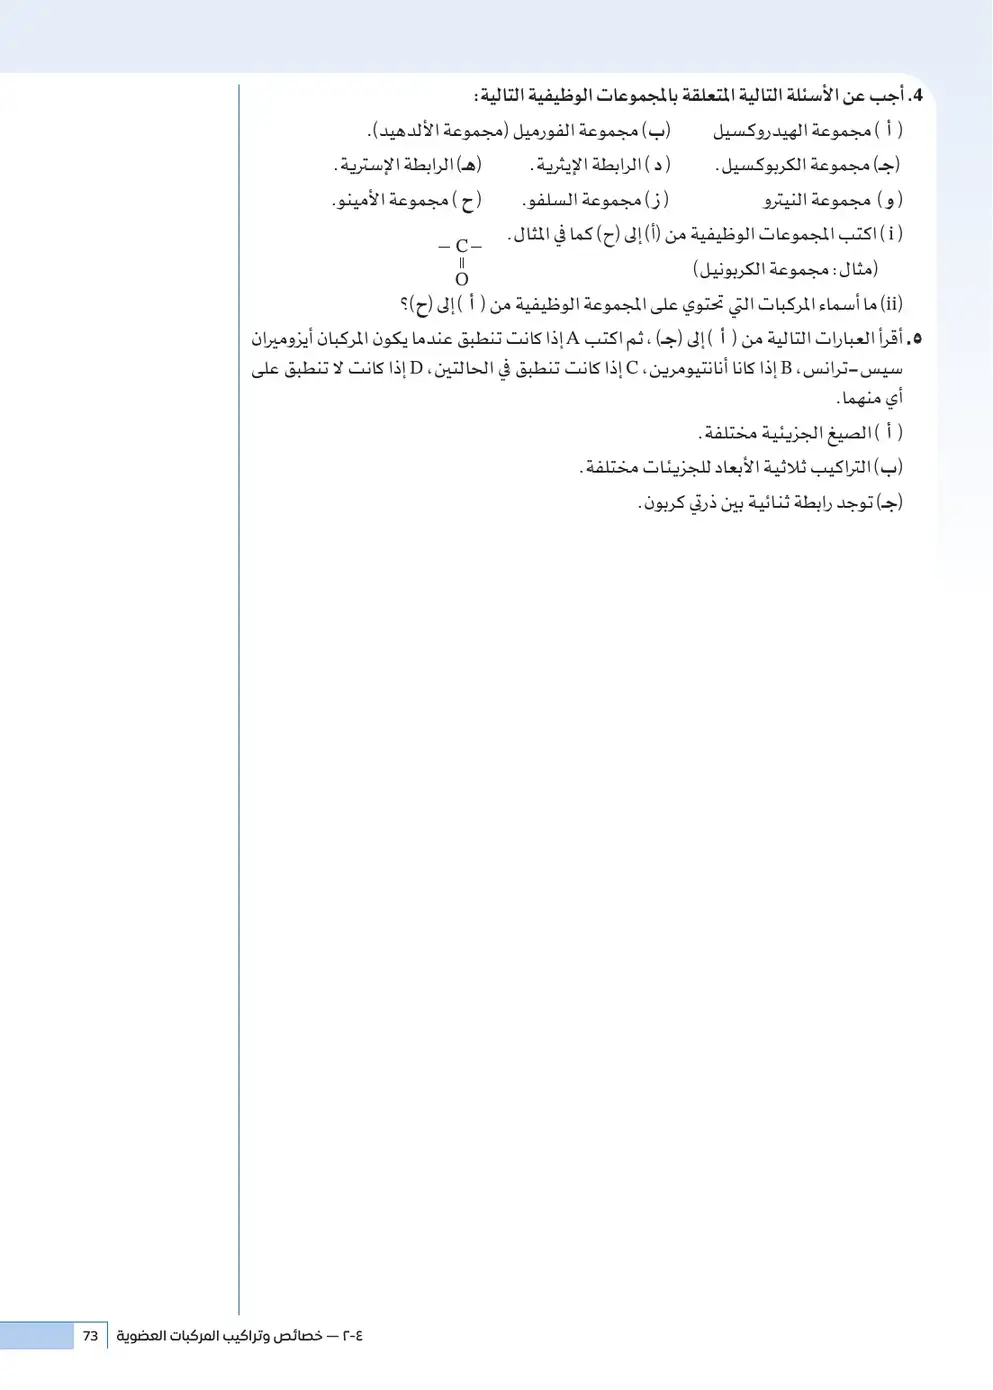 4. أجب عن الأسئلة التالية المتعلقة بالمجموعات الوظيفية التالية:
( أ ) مجموعة الهيدروكسيل (ب) مجموعة الفورميل (مجموعة الألدهيد).
(جـ) مجموعة الكربوكسيل. ( د ) الرابطة الإيثرية. (هـ) الرابطة الإسترية.
( و ) مجموعة النيترو ( ز ) مجموعة السلفو. ( ح ) مجموعة الأمينو.
( i ) اكتب المجموعات الوظيفية من (أ) إلى (ح) كما في المثال.
– C –
(مثال: مجموعة الكربونيل)
||
O
(ii) ما أسماء المركبات التي تحتوي على المجموعة الوظيفية من ( أ ) إلى (ح)؟
٥. أقرأ العبارات التالية من ( أ ) إلى (جـ) ، ثم اكتب A إذا كانت تنطبق عندما يكون المركبان أيزوميران
سيس–ترانس، B إذا كانا أنانتيومرين، C إذا كانت تنطبق في الحالتين، D إذا كانت لا تنطبق على
أي منهما.
( أ ) الصيغ الجزيئية مختلفة.
(ب) التراكيب ثلاثية الأبعاد للجزيئات مختلفة.
(جـ) توجد رابطة ثنائية بين ذرتي كربون.
٤-٢ — خصائص وتراكيب المركبات العضوية 73